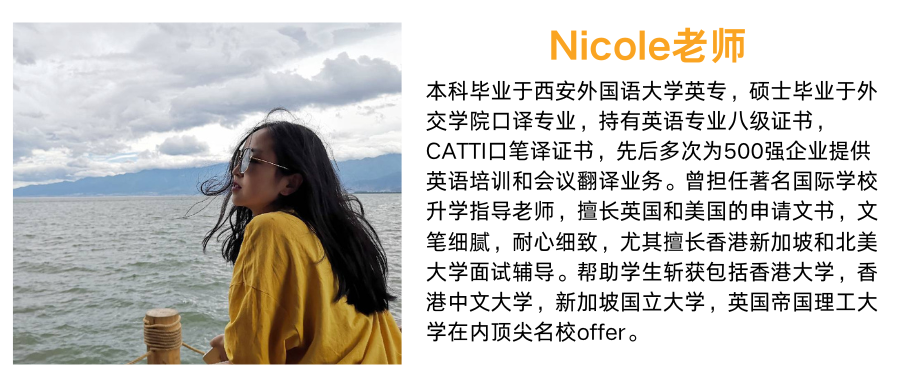 Nicole老师
本科毕业于西安外国语大学英专，硕士毕业于外
交学院口译专业，持有英语专业八级证书，
CATTI口笔译证书，先后多次为500强企业提供
英语培训和会议翻译业务。曾担任著名国际学校
升学指导老师，擅长英国和美国的申请文书，文
笔细腻，耐心细致，尤其擅长香港新加坡和北美
大学面试辅导。帮助学生斩获包括香港大学，香
港中文大学，新加坡国立大学，英国帝国理工大
学在内顶尖名校offer。